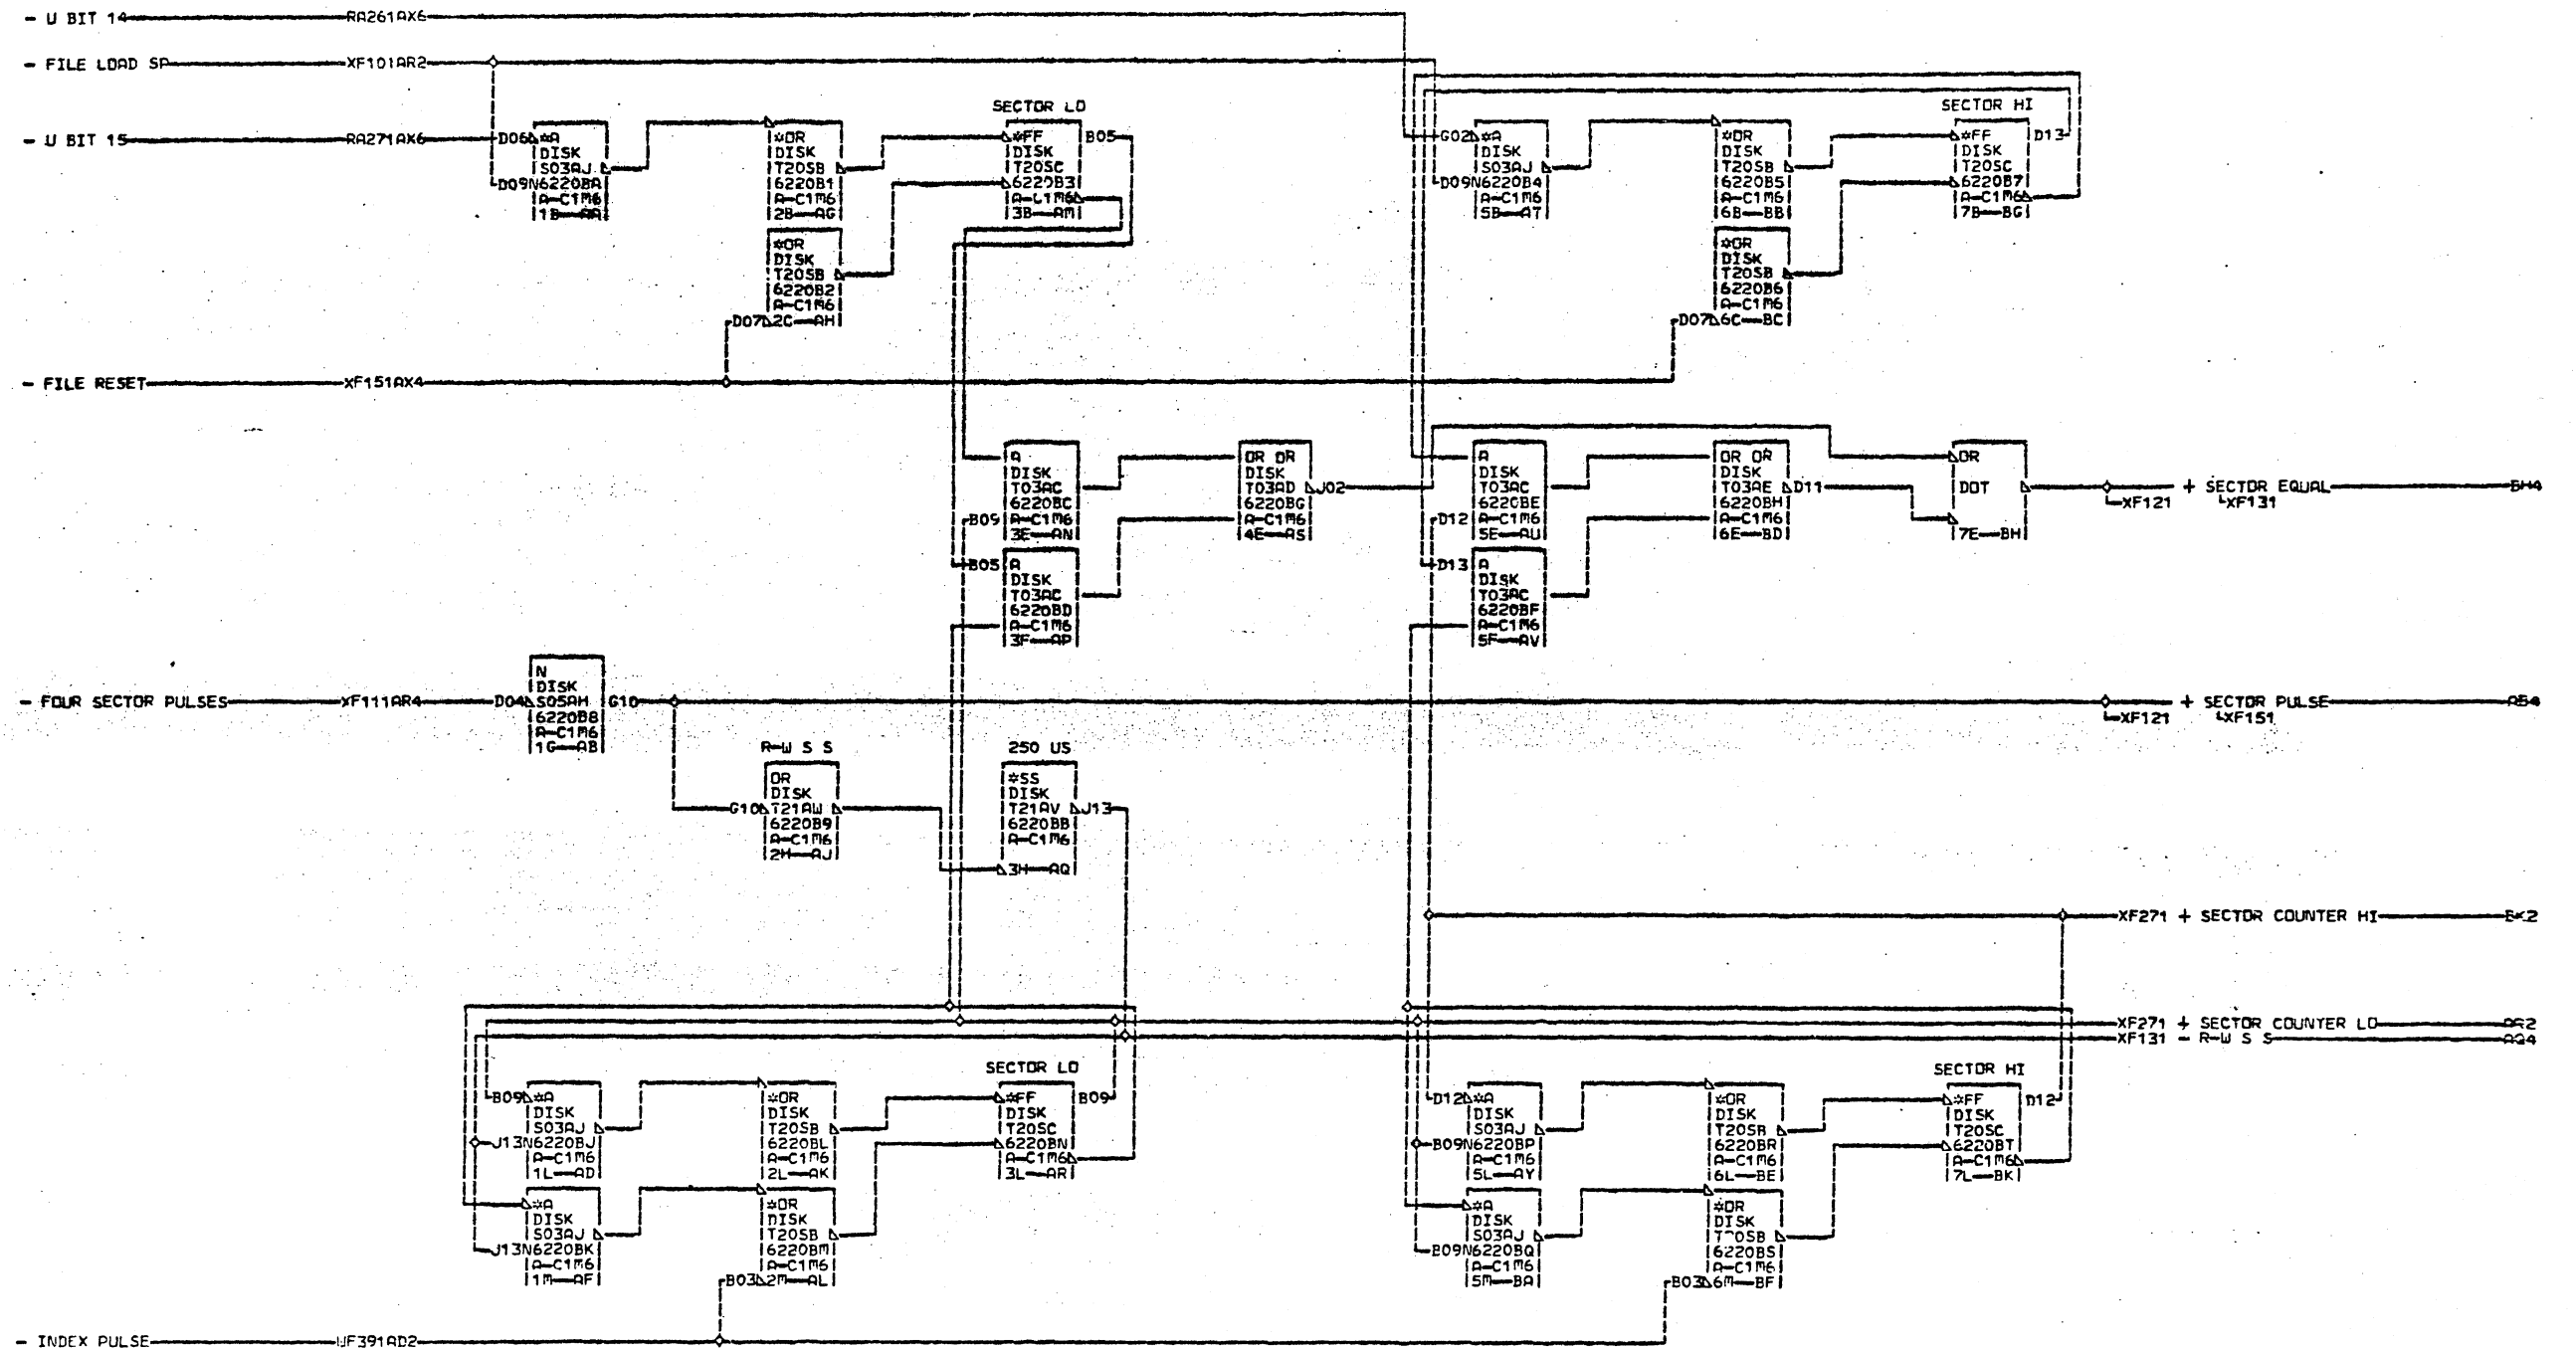 - U BIT 14 RA261AX6
- FILE LOAD SP XF101AR2
- U BIT 15 RA271AX6
D06 *A
DISK
S03AJ
D09N6220BA
A-C1M6
1B-AA
*OR
DISK
T20SB
6220B1
A-C1M6
2B-AG
*OR
DISK
T20SB
6220B2
A-C1M6
D07 2C-AH
SECTOR LO
*FF B05
DISK
T20SC
6220B3
A-C1M6
3B-AM
G02 *A
DISK
S03AJ
D09N6220B4
A-C1M6
5B-AT
*OR
DISK
T20SB
6220B5
A-C1M6
6B-BB
*OR
DISK
T20SB
6220B6
A-C1M6
D07 6C-BC
SECTOR HI
*FF D13
DISK
T20SC
6220B7
A-C1M6
7B-BG
- FILE RESET XF151AX4
A
DISK
T03AC
6220BC
B09 A-C1M6
3E-AN
B05 A
DISK
T03AC
6220BD
A-C1M6
3F-AP
OR OR
DISK
T03AD J02
6220BG
A-C1M6
4E-AS
A
DISK
T03AC
6220BE
D12 A-C1M6
5E-AU
D13 A
DISK
T03AC
6220BF
A-C1M6
5F-AV
OR OR
DISK
T03AE D11
6220BH
A-C1M6
6E-BD
OR
DOT
7E-BH
+ SECTOR EQUAL BH4
XF121 XF131
- FOUR SECTOR PULSES XF111AR4
N
DISK
D04 S05AH G10
6220B8
A-C1M6
1G-AB
+ SECTOR PULSE AB4
XF121 XF151
R-W S S
OR
DISK
G10 T21AW
6220B9
A-C1M6
2H-AJ
250 US
*SS
DISK
T21AV J13
6220BB
A-C1M6
3H-AQ
XF271 + SECTOR COUNTER HI BK2
XF271 + SECTOR COUNTER LO AR2
XF131 - R-W S S AQ4
B09 *A
DISK
S03AJ
J13N6220BJ
A-C1M6
1L-AD
*A
DISK
S03AJ
J13N6220BK
A-C1M6
1M-AF
*OR
DISK
T20SB
6220BL
A-C1M6
2L-AK
*OR
DISK
T20SB
6220BM
A-C1M6
B03 2M-AL
SECTOR LO
*FF B09
DISK
T20SC
6220BN
A-C1M6
3L-AR
D12 *A
DISK
S03AJ
B09N6220BP
A-C1M6
5L-AY
*A
DISK
S03AJ
B09N6220BQ
A-C1M6
5M-BA
*OR
DISK
T20SB
6220BR
A-C1M6
6L-BE
*OR
DISK
T20SB
6220BS
A-C1M6
B03 6M-BF
SECTOR HI
*FF D12
DISK
T20SC
6220BT
A-C1M6
7L-BK
- INDEX PULSE WF391AD2